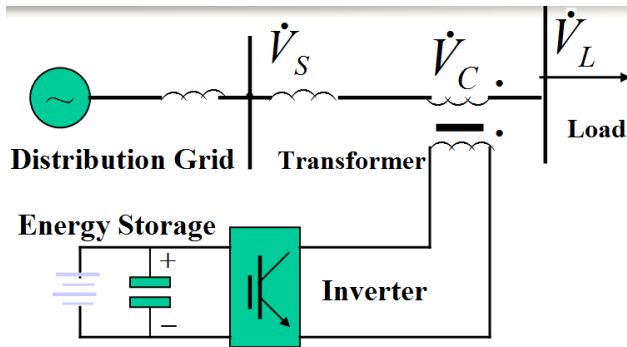 V̇S
V̇C
V̇L
~
Distribution Grid
Transformer
Load
Energy Storage
+
Inverter
−